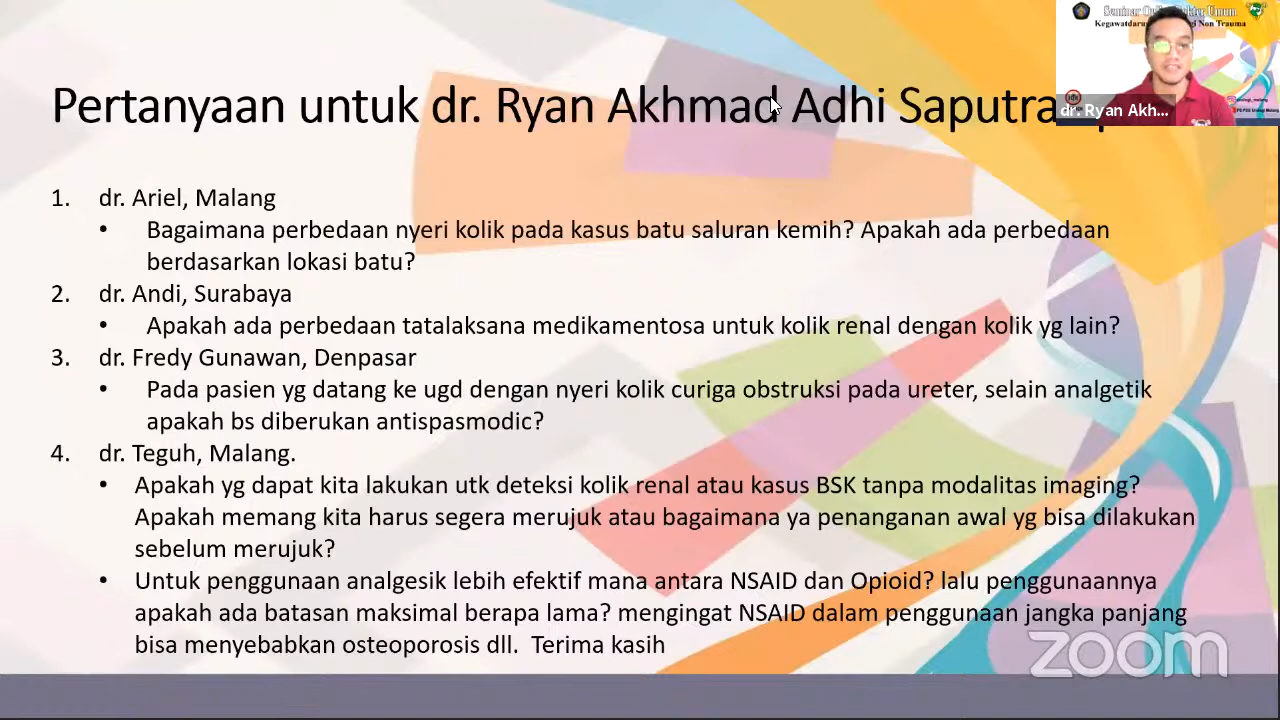 Pertanyaan untuk dr. Ryan Akhmad Adhi Saputra
Seminar Online Dokter Umum
dr. Ryan Akh...
1. dr. Ariel, Malang
• Bagaimana perbedaan nyeri kolik pada kasus batu saluran kemih? Apakah ada perbedaan
berdasarkan lokasi batu?
2. dr. Andi, Surabaya
• Apakah ada perbedaan tatalaksana medikamentosa untuk kolik renal dengan kolik yg lain?
3. dr. Fredy Gunawan, Denpasar
• Pada pasien yg datang ke ugd dengan nyeri kolik curiga obstruksi pada ureter, selain analgetik
apakah bs diberukan antispasmodic?
4. dr. Teguh, Malang.
• Apakah yg dapat kita lakukan utk deteksi kolik renal atau kasus BSK tanpa modalitas imaging?
Apakah memang kita harus segera merujuk atau bagaimana ya penanganan awal yg bisa dilakukan
sebelum merujuk?
• Untuk penggunaan analgesik lebih efektif mana antara NSAID dan Opioid? lalu penggunaannya
apakah ada batasan maksimal berapa lama? mengingat NSAID dalam penggunaan jangka panjang
bisa menyebabkan osteoporosis dll.  Terima kasih
zoom